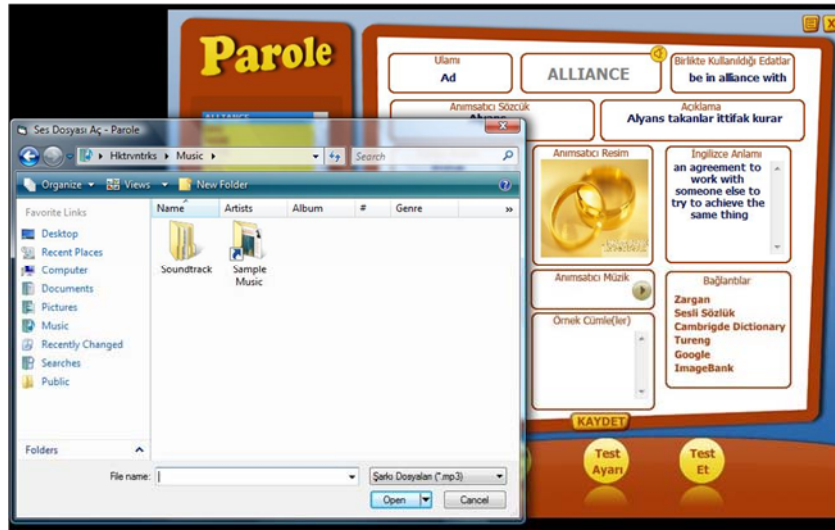 Parole
Ulamı
Ad
ALLIANCE
Birlikte Kullanıldığı Edatlar
be in alliance with
Anımsatıcı Sözcük
Alyans
Açıklama
Alyans takanlar ittifak kurar
ALLIANCE
Anımsatıcı Resim
İngilizce Anlamı
an agreement to
work with
someone else to
try to achieve the
same thing
Anımsatıcı Müzik
Örnek Cümle(ler)
Bağlantılar
Zargan
Sesli Sözlük
Cambrigde Dictionary
Tureng
Google
ImageBank
KAYDET
Test
Ayarı
Test
Et
Ses Dosyası Aç - Parole
Hktrvntrks ▸ Music ▸
Search
Organize Views New Folder
Favorite Links
Desktop
Recent Places
Computer
Documents
Pictures
Music
Recently Changed
Searches
Public
Folders
Name Artists Album # Genre »
Soundtrack
Sample
Music
File name:
Şarkı Dosyaları (*.mp3)
Open Cancel